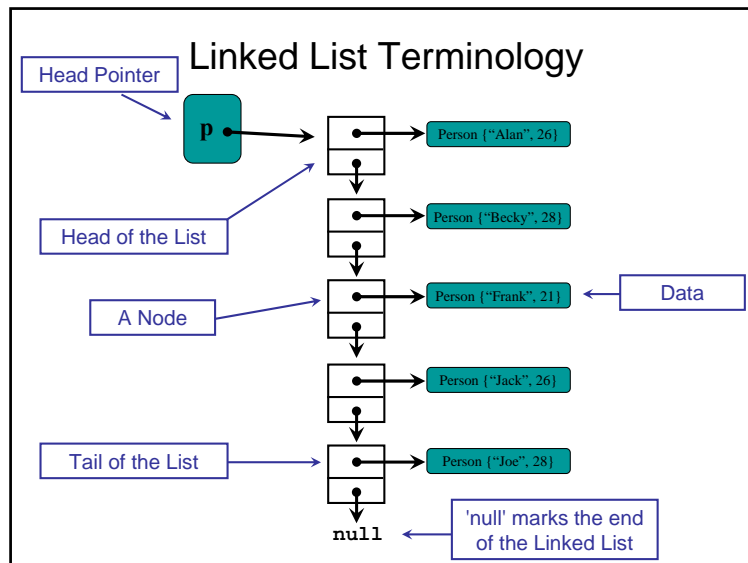 Linked List Terminology
Head Pointer
p
Person {“Alan”, 26}
Head of the List
Person {“Becky”, 28}
A Node
Person {“Frank”, 21}
Data
Person {“Jack”, 26}
Tail of the List
Person {“Joe”, 28}
null
'null' marks the end
of the Linked List